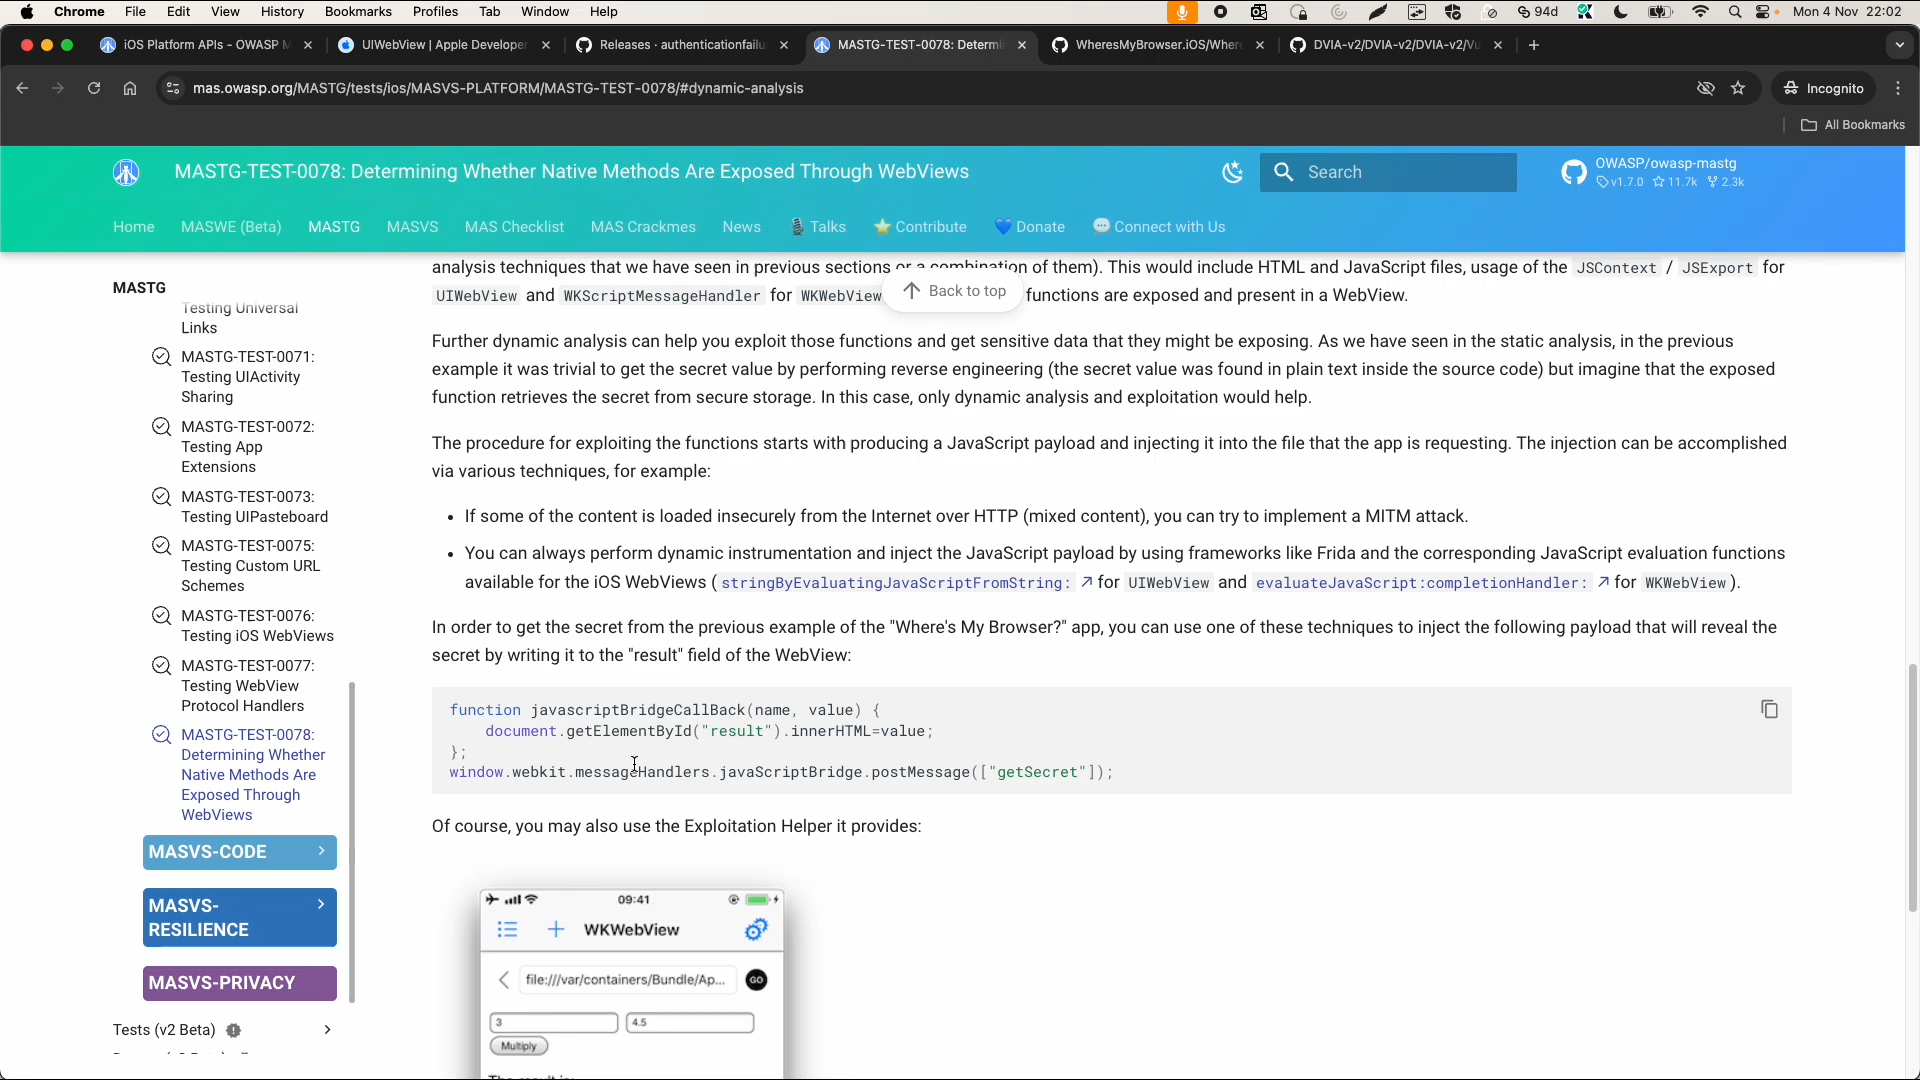 Chrome File Edit View History Bookmarks Profiles Tab Window Help 94d Mon 4 Nov 22:02
iOS Platform APIs - OWASP M UIWebView | Apple Developer Releases · authenticationfailu MASTG-TEST-0078: Determi WheresMyBrowser.iOS/Wher DVIA-v2/DVIA-v2/DVIA-v2/Vu
mas.owasp.org/MASTG/tests/ios/MASVS-PLATFORM/MASTG-TEST-0078/#dynamic-analysis Incognito
All Bookmarks
MASTG-TEST-0078: Determining Whether Native Methods Are Exposed Through WebViews Search OWASP/owasp-mastg
v1.7.0 11.7k 2.3k
Home MASWE (Beta) MASTG MASVS MAS Checklist MAS Crackmes News Talks Contribute Donate Connect with Us
MASTG
Testing Universal
Links
MASTG-TEST-0071:
Testing UIActivity
Sharing
MASTG-TEST-0072:
Testing App
Extensions
MASTG-TEST-0073:
Testing UIPasteboard
MASTG-TEST-0075:
Testing Custom URL
Schemes
MASTG-TEST-0076:
Testing iOS WebViews
MASTG-TEST-0077:
Testing WebView
Protocol Handlers
MASTG-TEST-0078:
Determining Whether
Native Methods Are
Exposed Through
WebViews
MASVS-CODE
MASVS-
RESILIENCE
MASVS-PRIVACY
Tests (v2 Beta)
analysis techniques that we have seen in previous sections or a combination of them). This would include HTML and JavaScript files, usage of the JSContext / JSExport for
UIWebView and WKScriptMessageHandler for WKWebView Back to top functions are exposed and present in a WebView.
Further dynamic analysis can help you exploit those functions and get sensitive data that they might be exposing. As we have seen in the static analysis, in the previous
example it was trivial to get the secret value by performing reverse engineering (the secret value was found in plain text inside the source code) but imagine that the exposed
function retrieves the secret from secure storage. In this case, only dynamic analysis and exploitation would help.
The procedure for exploiting the functions starts with producing a JavaScript payload and injecting it into the file that the app is requesting. The injection can be accomplished
via various techniques, for example:
• If some of the content is loaded insecurely from the Internet over HTTP (mixed content), you can try to implement a MITM attack.
• You can always perform dynamic instrumentation and inject the JavaScript payload by using frameworks like Frida and the corresponding JavaScript evaluation functions
available for the iOS WebViews ( stringByEvaluatingJavaScriptFromString: for UIWebView and evaluateJavaScript:completionHandler: for WKWebView ).
In order to get the secret from the previous example of the "Where's My Browser?" app, you can use one of these techniques to inject the following payload that will reveal the
secret by writing it to the "result" field of the WebView:
function javascriptBridgeCallBack(name, value) {
document.getElementById("result").innerHTML=value;
};
window.webkit.messageHandlers.javaScriptBridge.postMessage(["getSecret"]);
Of course, you may also use the Exploitation Helper it provides:
09:41
WKWebView
file:///var/containers/Bundle/Ap... GO
3 4.5
Multiply